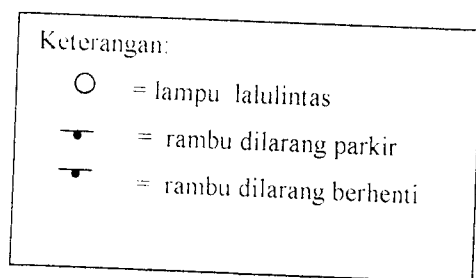 Keterangan:
= lampu lalulintas
= rambu dilarang parkir
= rambu dilarang berhenti